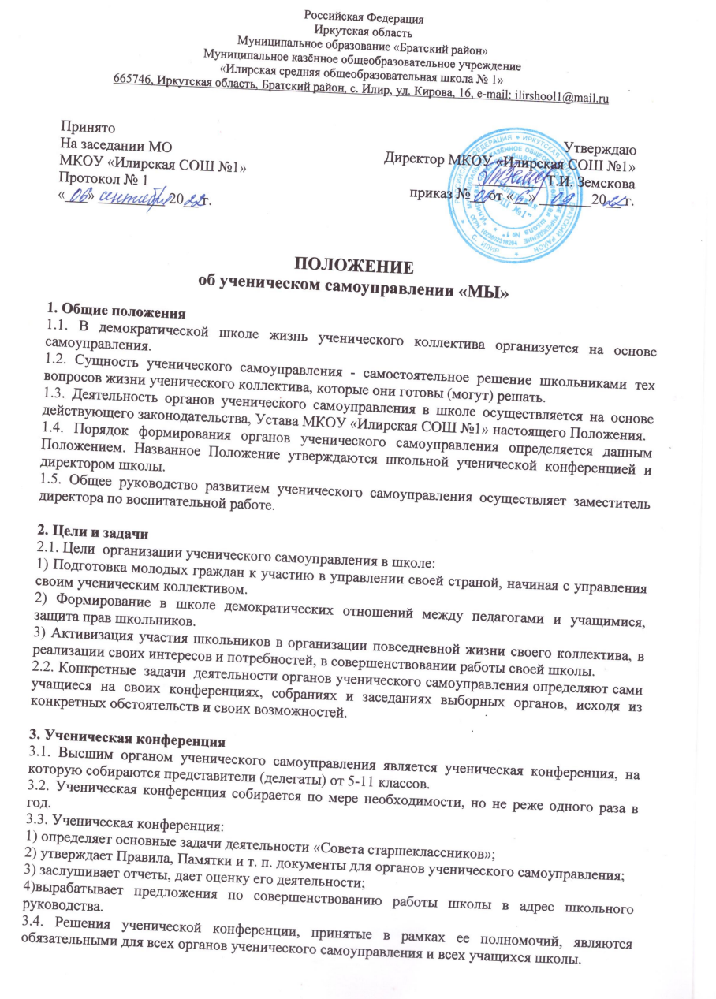 Российская Федерация
Иркутская область
Муниципальное образование «Братский район»
Муниципальное казённое общеобразовательное учреждение
«Илирская средняя общеобразовательная школа № 1»
665746, Иркутская область, Братский район, с. Илир, ул. Кирова, 16, e-mail: ilirshool1@mail.ru
Принято
На заседании МО
МКОУ «Илирская СОШ №1»
Протокол № 1
«06» сентября 2022г.
Утверждаю
Директор МКОУ «Илирская СОШ №1»
Т.И. Земскова
приказ № от «6» 09 2022г.
ПОЛОЖЕНИЕ
об ученическом самоуправлении «МЫ»
1. Общие положения
1.1. В демократической школе жизнь ученического коллектива организуется на основе
самоуправления.
1.2. Сущность ученического самоуправления - самостоятельное решение школьниками тех
вопросов жизни ученического коллектива, которые они готовы (могут) решать.
1.3. Деятельность органов ученического самоуправления в школе осуществляется на основе
действующего законодательства, Устава МКОУ «Илирская СОШ №1» настоящего Положения.
1.4. Порядок формирования органов ученического самоуправления определяется данным
Положением. Названное Положение утверждаются школьной ученической конференцией и
директором школы.
1.5. Общее руководство развитием ученического самоуправления осуществляет заместитель
директора по воспитательной работе.
2. Цели и задачи
2.1. Цели организации ученического самоуправления в школе:
1) Подготовка молодых граждан к участию в управлении своей страной, начиная с управления
своим ученическим коллективом.
2) Формирование в школе демократических отношений между педагогами и учащимися,
защита прав школьников.
3) Активизация участия школьников в организации повседневной жизни своего коллектива, в
реализации своих интересов и потребностей, в совершенствовании работы своей школы.
2.2. Конкретные задачи деятельности органов ученического самоуправления определяют сами
учащиеся на своих конференциях, собраниях и заседаниях выборных органов, исходя из
конкретных обстоятельств и своих возможностей.
3. Ученическая конференция
3.1. Высшим органом ученического самоуправления является ученическая конференция, на
которую собираются представители (делегаты) от 5-11 классов.
3.2. Ученическая конференция собирается по мере необходимости, но не реже одного раза в
год.
3.3. Ученическая конференция:
1) определяет основные задачи деятельности «Совета старшеклассников»;
2) утверждает Правила, Памятки и т. п. документы для органов ученического самоуправления;
3) заслушивает отчеты, дает оценку его деятельности;
4)вырабатывает предложения по совершенствованию работы школы в адрес школьного
руководства.
3.4. Решения ученической конференции, принятые в рамках ее полномочий, являются
обязательными для всех органов ученического самоуправления и всех учащихся школы.